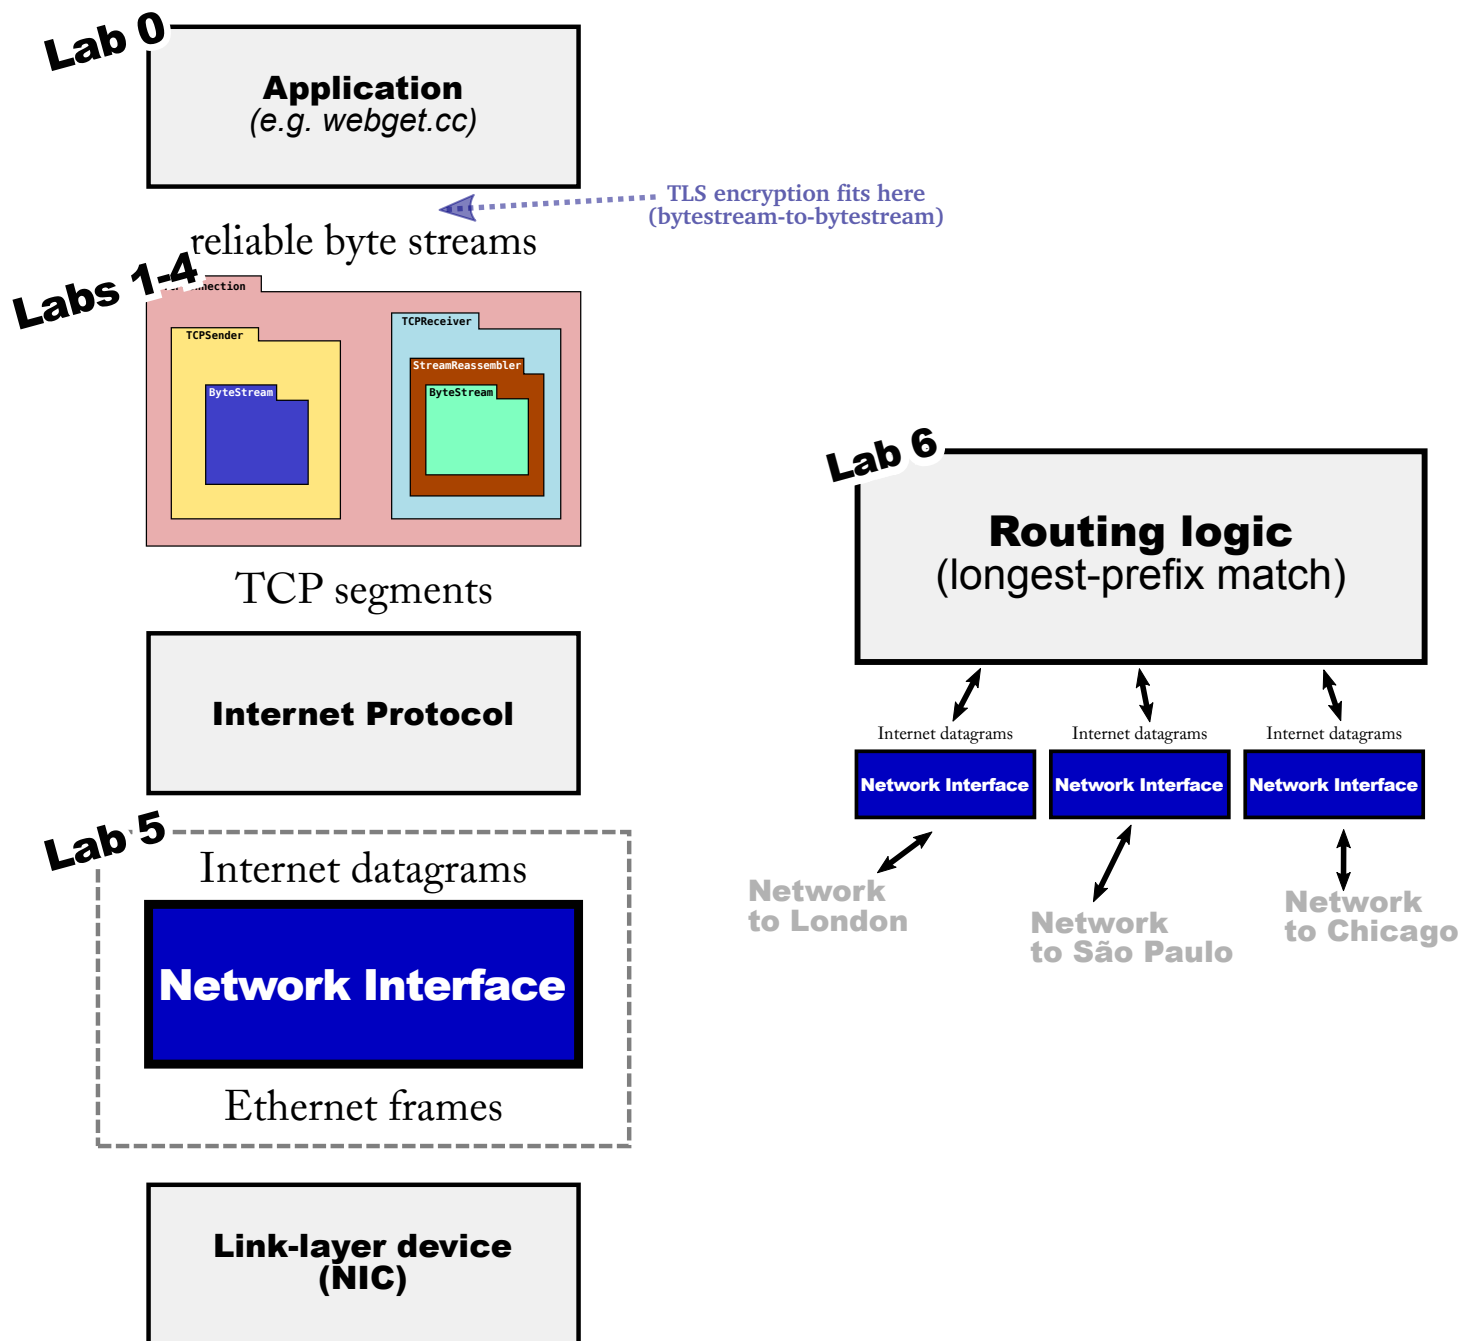 Lab 0
Application
(e.g. webget.cc)
TLS encryption fits here
(bytestream-to-bytestream)
reliable byte streams
Labs 1-4
TCPSender
ByteStream
TCPReceiver
StreamReassembler
ByteStream
TCP segments
Internet Protocol
Lab 5
Internet datagrams
Network Interface
Ethernet frames
Link-layer device
(NIC)
Lab 6
Routing logic
(longest-prefix match)
Internet datagrams
Internet datagrams
Internet datagrams
Network Interface
Network Interface
Network Interface
Network
to London
Network
to São Paulo
Network
to Chicago